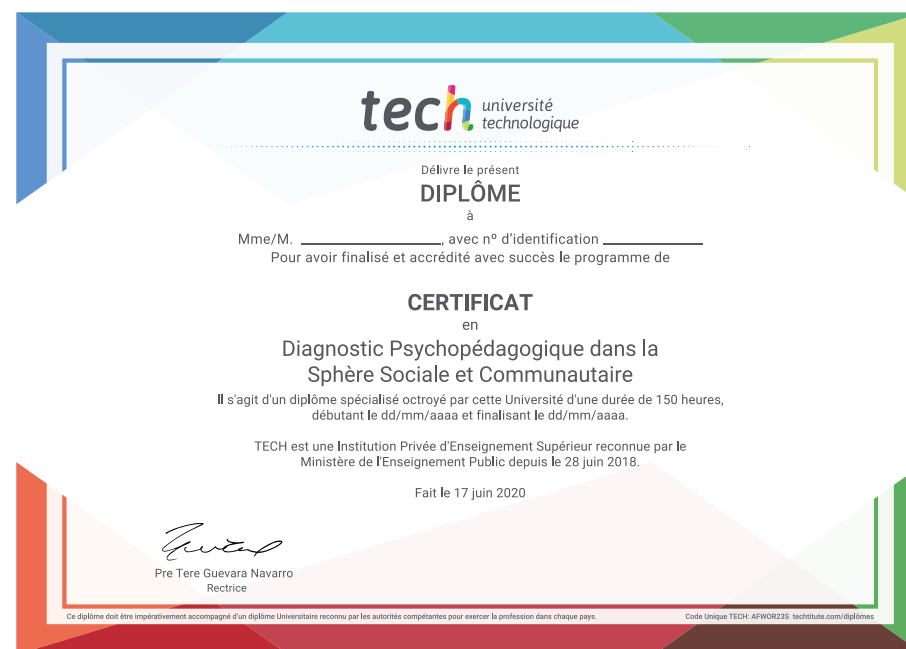 tech université
technologique
Délivre le présent
DIPLÔME
à
Mme/M. ____________________, avec nº d'identification ______________
Pour avoir finalisé et accrédité avec succès le programme de
CERTIFICAT
en
Diagnostic Psychopédagogique dans la
Sphère Sociale et Communautaire
Il s'agit d'un diplôme spécialisé octroyé par cette Université d'une durée de 150 heures,
débutant le dd/mm/aaaa et finalisant le dd/mm/aaaa.
TECH est une Institution Privée d'Enseignement Supérieur reconnue par le
Ministère de l'Enseignement Public depuis le 28 juin 2018.
Fait le 17 juin 2020
Pre Tere Guevara Navarro
Rectrice
Ce diplôme doit être impérativement accompagné d'un diplôme Universitaire reconnu par les autorités compétantes pour exercer la profession dans chaque pays.
Code Unique TECH: AFWOR23S techtitute.com/diplômes